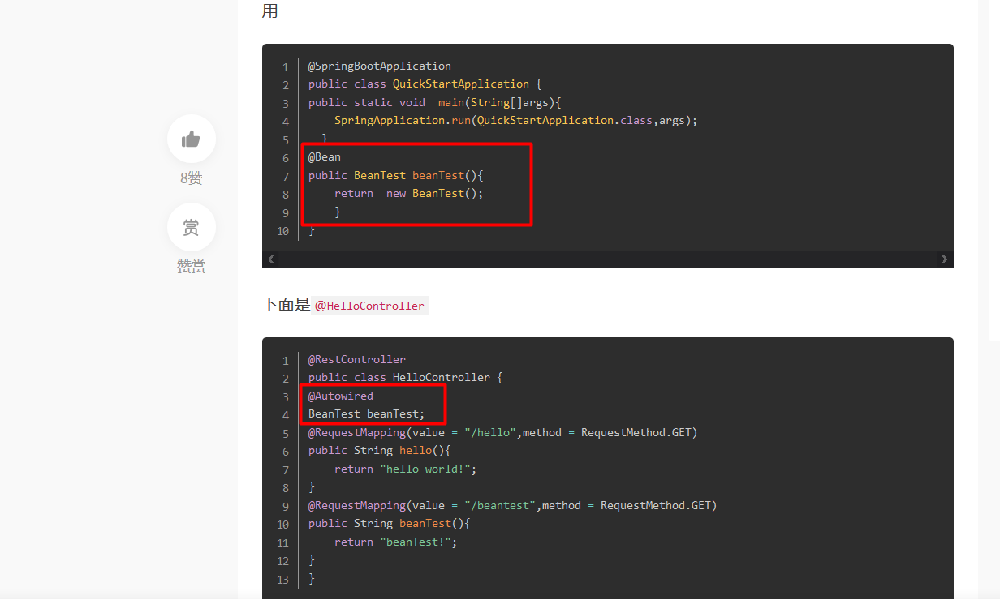 用
8赞
赏
赞赏
1 @SpringBootApplication
2 public class QuickStartApplication {
3 public static void  main(String[]args){
4     SpringApplication.run(QuickStartApplication.class,args);
5   }
6 @Bean
7 public BeanTest beanTest(){
8     return  new BeanTest();
9     }
10 }
下面是 @HelloController
1 @RestController
2 public class HelloController {
3 @Autowired
4 BeanTest beanTest;
5 @RequestMapping(value = "/hello",method = RequestMethod.GET)
6 public String hello(){
7     return "hello world!";
8 }
9 @RequestMapping(value = "/beantest",method = RequestMethod.GET)
10 public String beanTest(){
11     return "beanTest!";
12 }
13 }